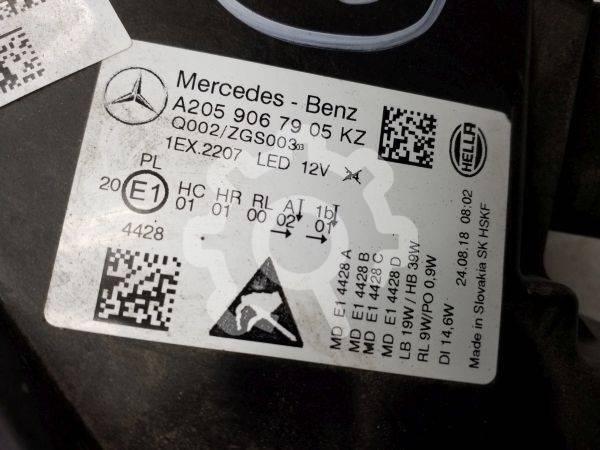 Mercedes-Benz
A205 906 79 05 KZ
Q002/ZGS003 03
1EX.2207 LED 12V
HELLA
PL
20 E1 HC HR RL A 1b
01 01 00 02 01
4428
MD E1 4428 A
MD E1 4428 B
MD E1 4428 C
MD E1 4428 D
LB 19W / HB 39W
RL 9W/PO 0,9W
DI 14,6W
Made in Slovakia SK HSKF
24.08.18 08:02